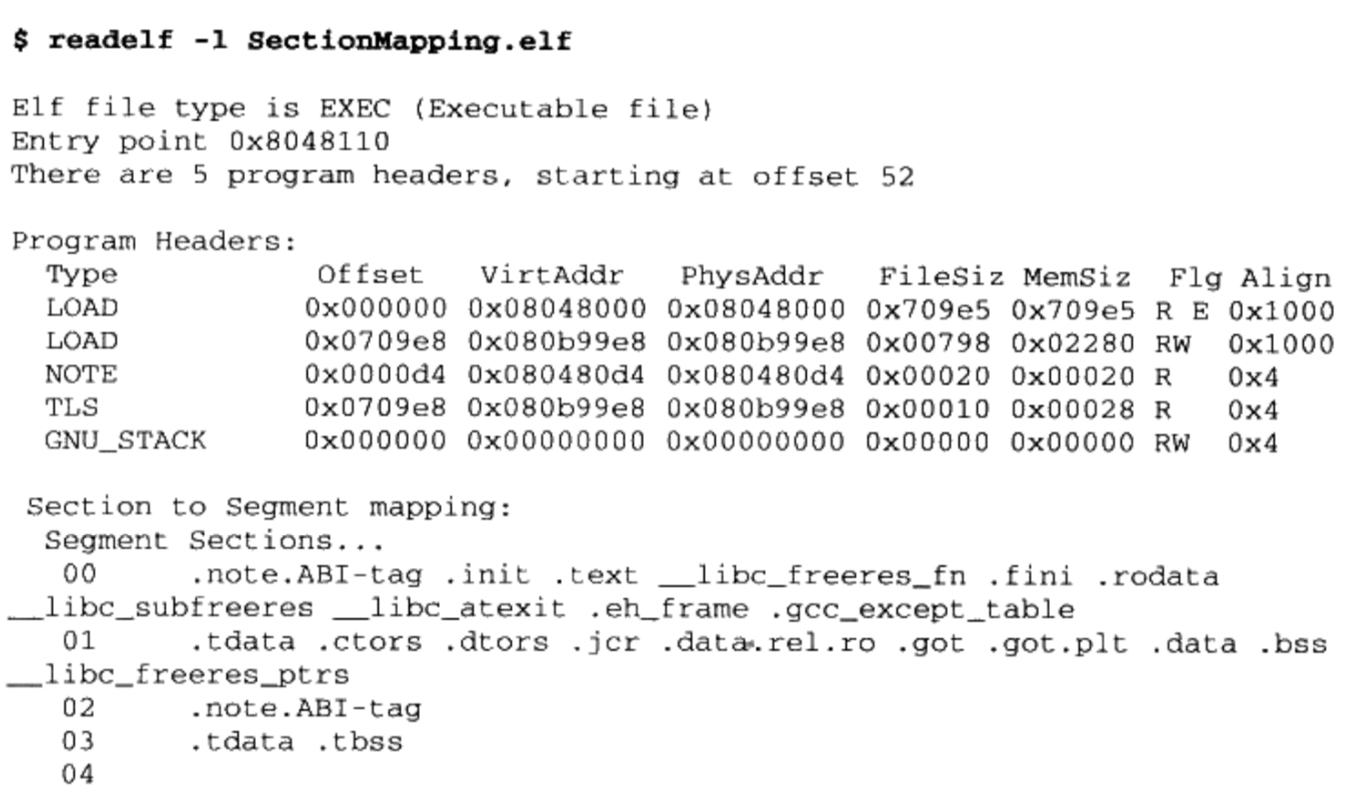 $ readelf -l SectionMapping.elf
Elf file type is EXEC (Executable file)
Entry point 0x8048110
There are 5 program headers, starting at offset 52
Program Headers:
  Type           Offset   VirtAddr   PhysAddr   FileSiz MemSiz  Flg Align
  LOAD           0x000000 0x08048000 0x08048000 0x709e5 0x709e5 R E 0x1000
  LOAD           0x0709e8 0x080b99e8 0x080b99e8 0x00798 0x02280 RW  0x1000
  NOTE           0x0000d4 0x080480d4 0x080480d4 0x00020 0x00020 R   0x4
  TLS            0x0709e8 0x080b99e8 0x080b99e8 0x00010 0x00028 R   0x4
  GNU_STACK      0x000000 0x00000000 0x00000000 0x00000 0x00000 RW  0x4
 Section to Segment mapping:
  Segment Sections...
   00     .note.ABI-tag .init .text __libc_freeres_fn .fini .rodata
__libc_subfreeres __libc_atexit .eh_frame .gcc_except_table
   01     .tdata .ctors .dtors .jcr .data.rel.ro .got .got.plt .data .bss
__libc_freeres_ptrs
   02     .note.ABI-tag
   03     .tdata .tbss
   04